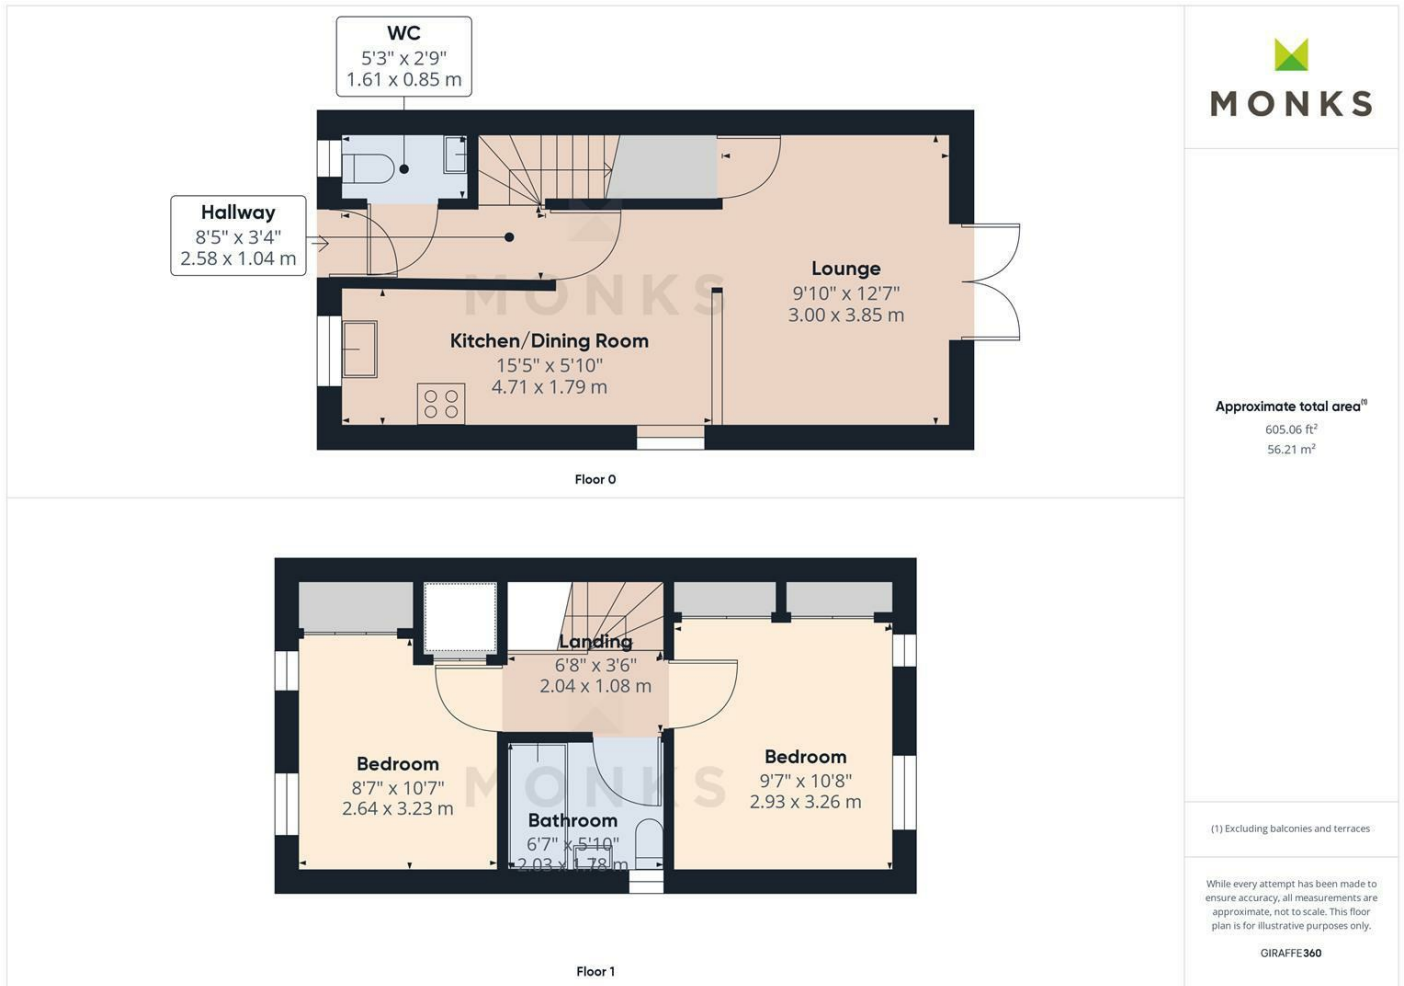 WC
5'3" x 2'9"
1.61 x 0.85 m
Hallway
8'5" x 3'4"
2.58 x 1.04 m
Lounge
9'10" x 12'7"
3.00 x 3.85 m
MONKS
Kitchen/Dining Room
15'5" x 5'10"
4.71 x 1.79 m
Floor 0
Landing
6'8" x 3'6"
2.04 x 1.08 m
Bedroom
8'7" x 10'7"
2.64 x 3.23 m
Bedroom
9'7" x 10'8"
2.93 x 3.26 m
MONKS
Bathroom
6'7" x 5'10"
2.03 x 1.78 m
Floor 1
MONKS
Approximate total area(1)
605.06 ft²
56.21 m²
(1) Excluding balconies and terraces
While every attempt has been made to
ensure accuracy, all measurements are
approximate, not to scale. This floor
plan is for illustrative purposes only.
GIRAFFE360